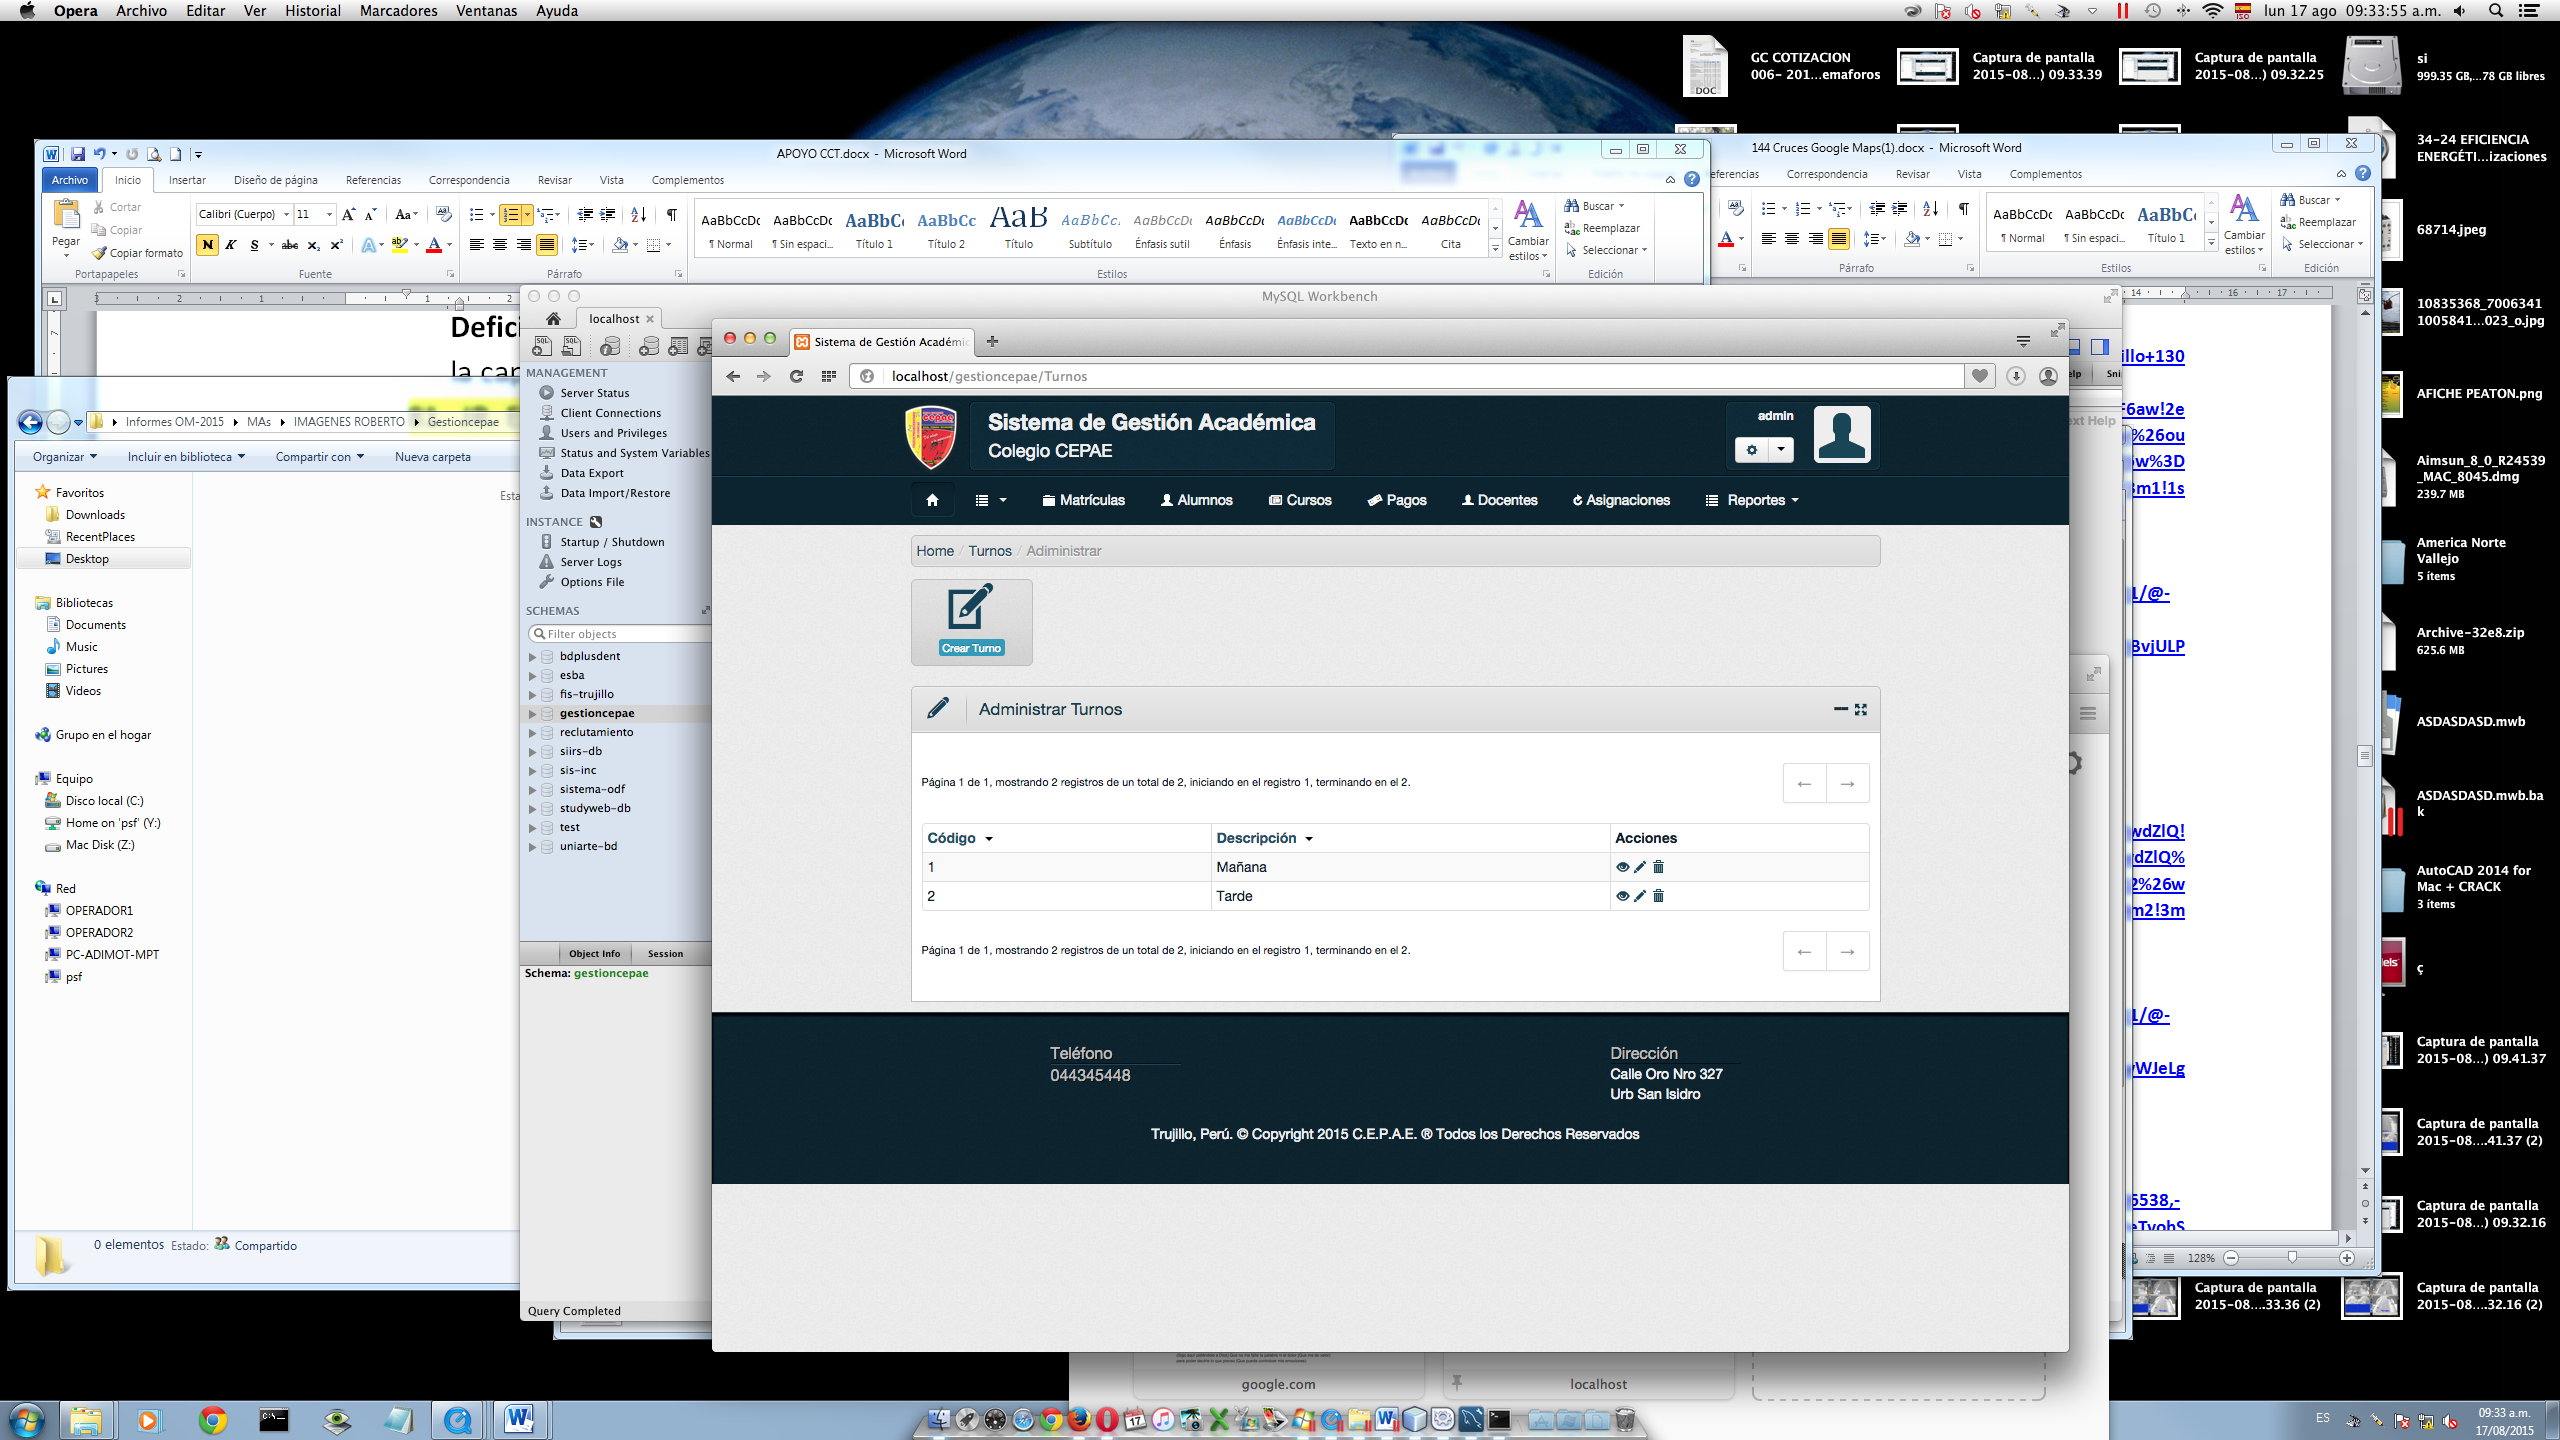 Opera Archivo Editar Ver Historial Marcadores Ventanas Ayuda
lun 17 ago 09:33:55 a.m.
GC COTIZACION
006- 201...emaforos
Captura de pantalla
2015-08...) 09.33.39
Captura de pantalla
2015-08...) 09.32.25
si
999.35 GB,...78 GB libres
34-24 EFICIENCIA
ENERGÉTI...izaciones
68714.jpeg
10835368_7006341
1005841...023_o.jpg
AFICHE PEATON.png
Aimsun_8_0_R24539
_MAC_8045.dmg
239.7 MB
America Norte
Vallejo
5 ítems
Archive-32e8.zip
625.6 MB
ASDASDASD.mwb
ASDASDASD.mwb.ba
k
AutoCAD 2014 for
Mac + CRACK
3 ítems
ç
Captura de pantalla
2015-08...) 09.41.37
Captura de pantalla
2015-08....41.37 (2)
Captura de pantalla
2015-08...) 09.32.16
Captura de pantalla
2015-08....33.36 (2)
Captura de pantalla
2015-08....32.16 (2)
APOYO CCT.docx - Microsoft Word
Archivo Inicio Insertar Diseño de página Referencias Correspondencia Revisar Vista Complementos
Pegar
Cortar
Copiar
Copiar formato
Portapapeles
Calibri (Cuerpo) 11
Fuente
Párrafo
AaBbCcDc AaBbCcDc AaBbC AaBbCc AaB AaBbCc. AaBbCcDc AaBbCcDc AaBbCcDc AaBbCcDc AaBbCcDc
¶ Normal ¶ Sin espaci... Título 1 Título 2 Título Subtítulo Énfasis sutil Énfasis Énfasis inte... Texto en n... Cita
Estilos
Cambiar
estilos
Buscar
Reemplazar
Seleccionar
Edición
144 Cruces Google Maps(1).docx - Microsoft Word
ferencias Correspondencia Revisar Vista Complementos
Párrafo
AaBbCcDc AaBbCcDc AaBbC
¶ Normal ¶ Sin espaci... Título 1
Estilos
Cambiar
estilos
Buscar
Reemplazar
Seleccionar
Edición
Defici
la cap
illo+130
F6aw!2e
%26ou
w%3D
3m1!1s
1/@-
BvjULP
wdZlQ!
dZlQ%
2%26w
m2!3m
1/@-
yWJeLg
5538,-
128%
Informes OM-2015 MAs IMAGENES ROBERTO Gestioncepae
Organizar Incluir en biblioteca Compartir con Nueva carpeta
Esta
Favoritos
Downloads
RecentPlaces
Desktop
Bibliotecas
Documents
Music
Pictures
Videos
Grupo en el hogar
Equipo
Disco local (C:)
Home on 'psf' (Y:)
Mac Disk (Z:)
Red
OPERADOR1
OPERADOR2
PC-ADIMOT-MPT
psf
0 elementos Estado: Compartido
MySQL Workbench
localhost
MANAGEMENT
Server Status
Client Connections
Users and Privileges
Status and System Variables
Data Export
Data Import/Restore
INSTANCE
Startup / Shutdown
Server Logs
Options File
SCHEMAS
Filter objects
bdplusdent
esba
fis-trujillo
gestioncepae
reclutamiento
siirs-db
sis-inc
sistema-odf
studyweb-db
test
uniarte-bd
Object Info Session
Schema: gestioncepae
Query Completed
elp Sni
ext Help
Sistema de Gestión Académic
localhost/gestioncepae/Turnos
Sistema de Gestión Académica
Colegio CEPAE
admin
Matrículas Alumnos Cursos Pagos Docentes Asignaciones Reportes
Home / Turnos / Adiministrar
Crear Turno
Administrar Turnos
Página 1 de 1, mostrando 2 registros de un total de 2, iniciando en el registro 1, terminando en el 2.
Código Descripción Acciones
1 Mañana
2 Tarde
Página 1 de 1, mostrando 2 registros de un total de 2, iniciando en el registro 1, terminando en el 2.
Teléfono
044345448
Dirección
Calle Oro Nro 327
Urb San Isidro
Trujillo, Perú. © Copyright 2015 C.E.P.A.E. ® Todos los Derechos Reservados
google.com
localhost
ES
09:33 a.m.
17/08/2015